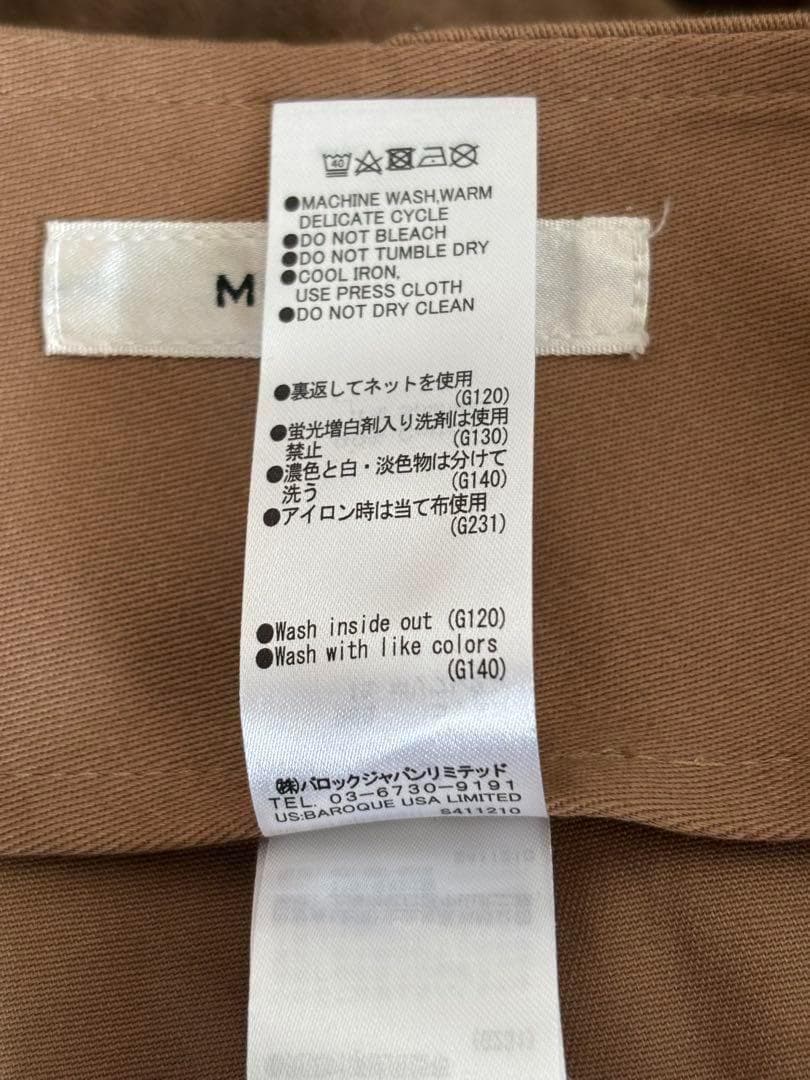 40
●MACHINE WASH,WARM
DELICATE CYCLE
●DO NOT BLEACH
●DO NOT TUMBLE DRY
●COOL IRON,
USE PRESS CLOTH
●DO NOT DRY CLEAN
M
●裏返してネットを使用
(G120)
●蛍光増白剤入り洗剤は使用
禁止
(G130)
●濃色と白・淡色物は分けて
洗う
(G140)
●アイロン時は当て布使用
(G231)
●Wash inside out (G120)
●Wash with like colors
(G140)
㈱バロックジャパンリミテッド
TEL. 03-6730-9191
US:BAROQUE USA LIMITED
S411210